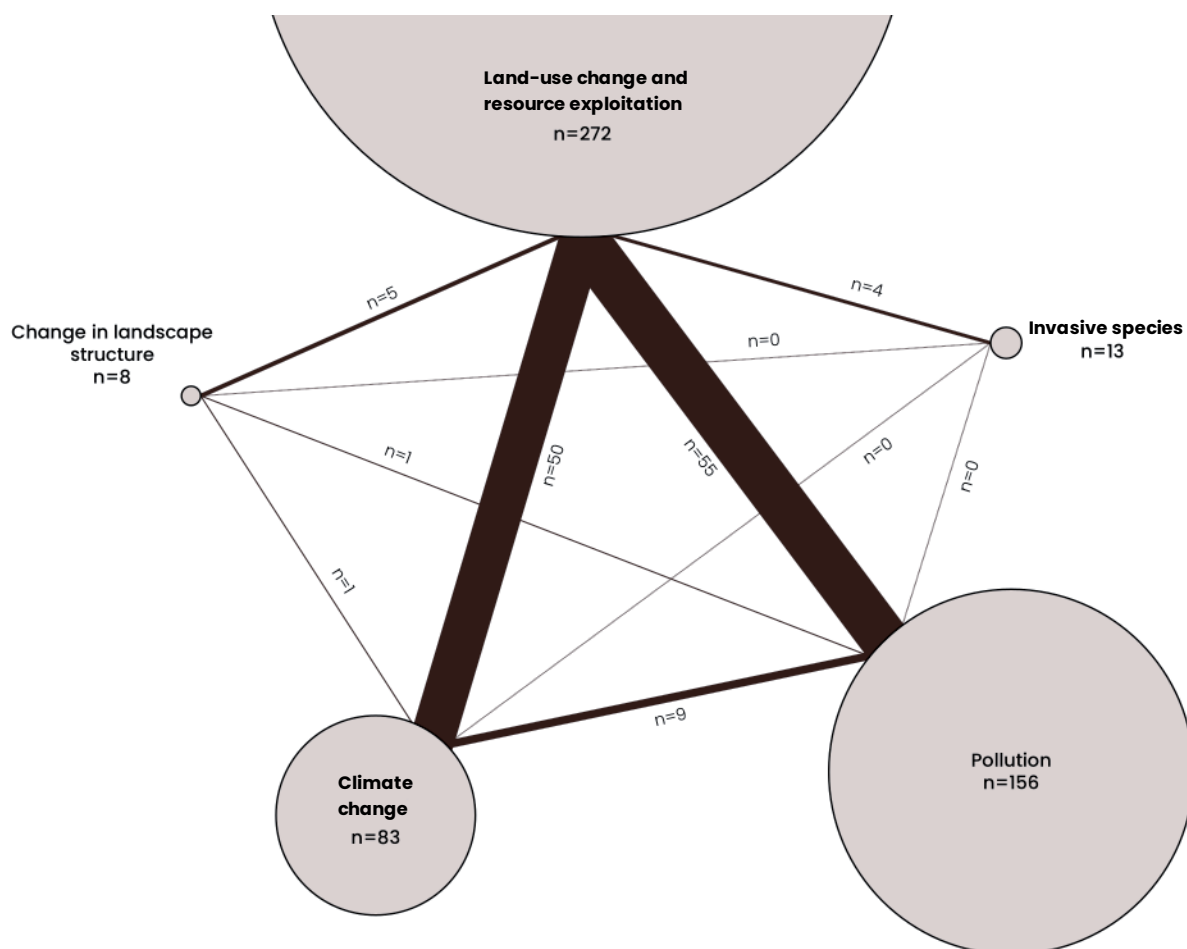 Land-use change and
resource exploitation
n=272
n=5
n=4
Change in landscape
structure
n=8
Invasive species
n=13
n=0
n=1
n=50
n=55
n=0
n=0
n=1
n=9
Climate
change
n=83
Pollution
n=156